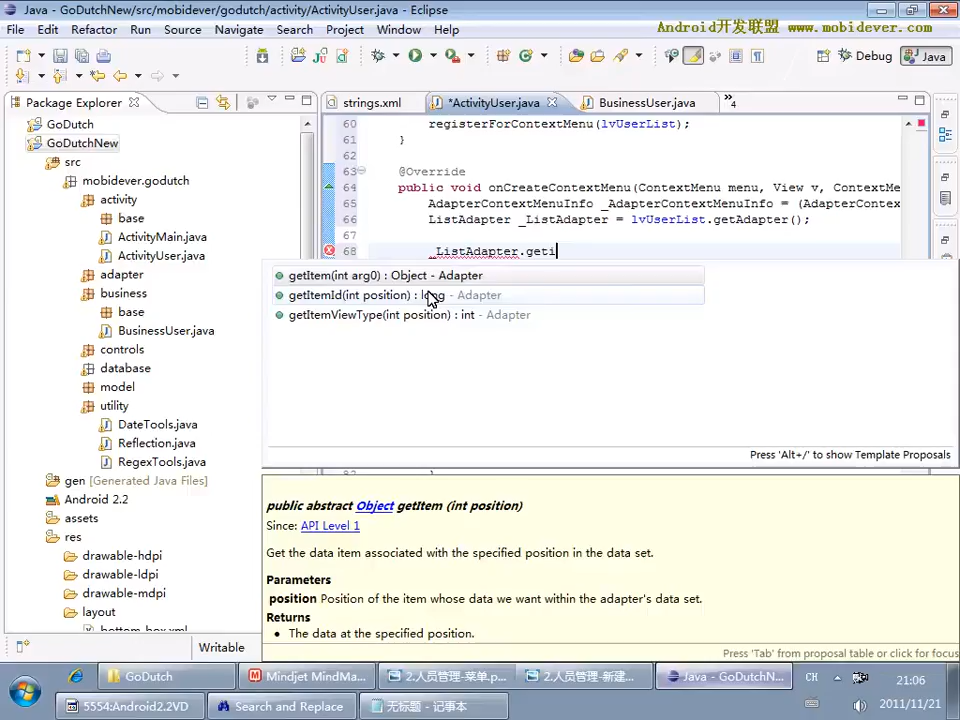 Java - GoDutchNew/src/mobidever/godutch/activity/ActivityUser.java - Eclipse
File Edit Refactor Run Source Navigate Search Project Window Help
Android开发联盟 www.mobidever.com
Debug Java
Package Explorer
strings.xml *ActivityUser.java BusinessUser.java »4
GoDutch
GoDutchNew
src
mobidever.godutch
activity
base
ActivityMain.java
ActivityUser.java
adapter
business
base
BusinessUser.java
controls
database
model
utility
DateTools.java
Reflection.java
RegexTools.java
gen [Generated Java Files]
Android 2.2
assets
res
drawable-hdpi
drawable-ldpi
drawable-mdpi
layout
60 registerForContextMenu(lvUserList);
61 }
62
63 @Override
64 public void onCreateContextMenu(ContextMenu menu, View v, ContextMe
65 AdapterContextMenuInfo _AdapterContextMenuInfo = (AdapterContex
66 ListAdapter _ListAdapter = lvUserList.getAdapter();
67
68 _ListAdapter.geti
getItem(int arg0) : Object - Adapter
getItemId(int position) : long - Adapter
getItemViewType(int position) : int - Adapter
Press 'Alt+/' to show Template Proposals
public abstract Object getItem (int position)
Since: API Level 1
Get the data item associated with the specified position in the data set.
Parameters
position Position of the item whose data we want within the adapter's data set.
Returns
• The data at the specified position.
Press 'Tab' from proposal table or click for focus
Writable
GoDutch Mindjet MindMa... 2.人员管理-菜单.p... 2.人员管理-新建... Java - GoDutchN... CH 21:06
5554:Android2.2VD Search and Replace 无标题 - 记事本 2011/11/21